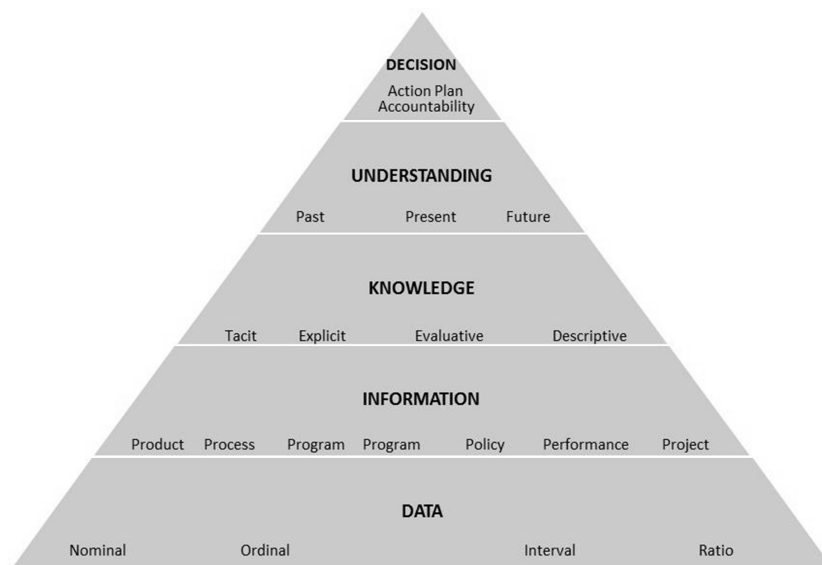 DECISION
Action Plan
Accountability
UNDERSTANDING
Past Present Future
KNOWLEDGE
Tacit Explicit Evaluative Descriptive
INFORMATION
Product Process Program Program Policy Performance Project
DATA
Nominal Ordinal Interval Ratio